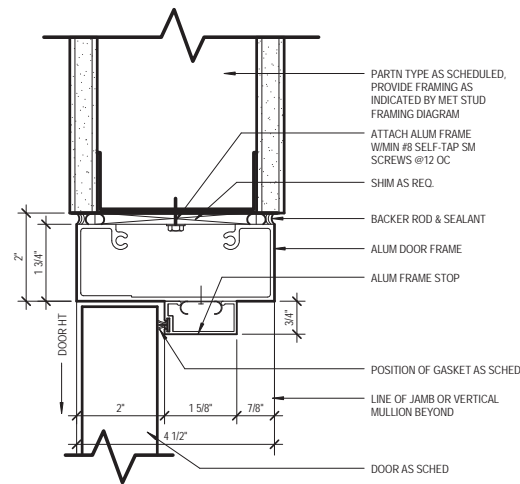 PARTN TYPE AS SCHEDULED,
PROVIDE FRAMING AS
INDICATED BY MET STUD
FRAMING DIAGRAM
ATTACH ALUM FRAME
W/MIN #8 SELF-TAP SM
SCREWS @12 OC
SHIM AS REQ.
BACKER ROD & SEALANT
ALUM DOOR FRAME
ALUM FRAME STOP
2"
1 3/4"
3/4"
DOOR HT
POSITION OF GASKET AS SCHED
LINE OF JAMB OR VERTICAL
MULLION BEYOND
2"
1 5/8"
7/8"
4 1/2"
DOOR AS SCHED